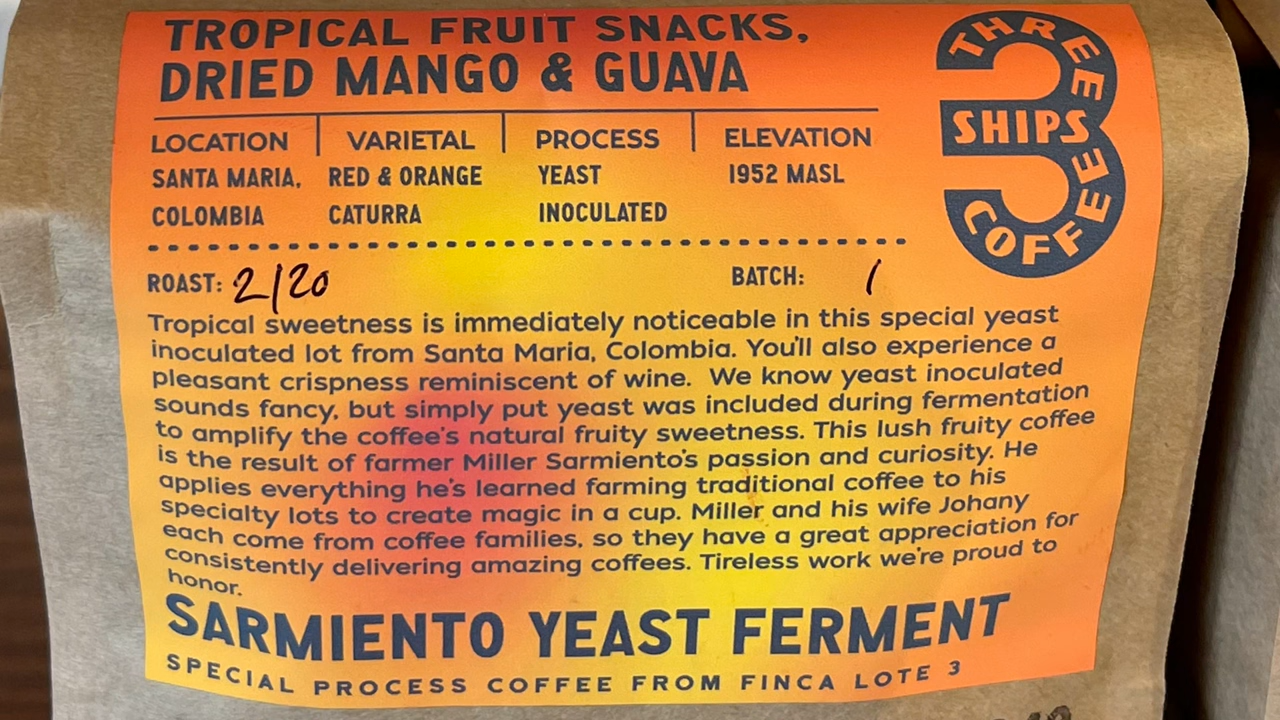 TROPICAL FRUIT SNACKS,
DRIED MANGO & GUAVA
THREE
SHIPS
COFFEE
LOCATION VARIETAL PROCESS ELEVATION
SANTA MARIA, RED & ORANGE YEAST 1952 MASL
COLOMBIA CATURRA INOCULATED
ROAST: 2/20 BATCH: 1
Tropical sweetness is immediately noticeable in this special yeast
inoculated lot from Santa Maria, Colombia. You'll also experience a
pleasant crispness reminiscent of wine. We know yeast inoculated
sounds fancy, but simply put yeast was included during fermentation
to amplify the coffee's natural fruity sweetness. This lush fruity coffee
is the result of farmer Miller Sarmiento's passion and curiosity. He
applies everything he's learned farming traditional coffee to his
specialty lots to create magic in a cup. Miller and his wife Johany
each come from coffee families, so they have a great appreciation for
consistently delivering amazing coffees. Tireless work we're proud to
honor.
SARMIENTO YEAST FERMENT
SPECIAL PROCESS COFFEE FROM FINCA LOTE 3